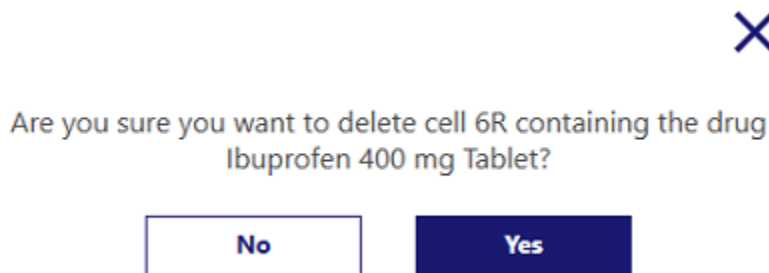 Are you sure you want to delete cell 6R containing the drug
Ibuprofen 400 mg Tablet?
No
Yes